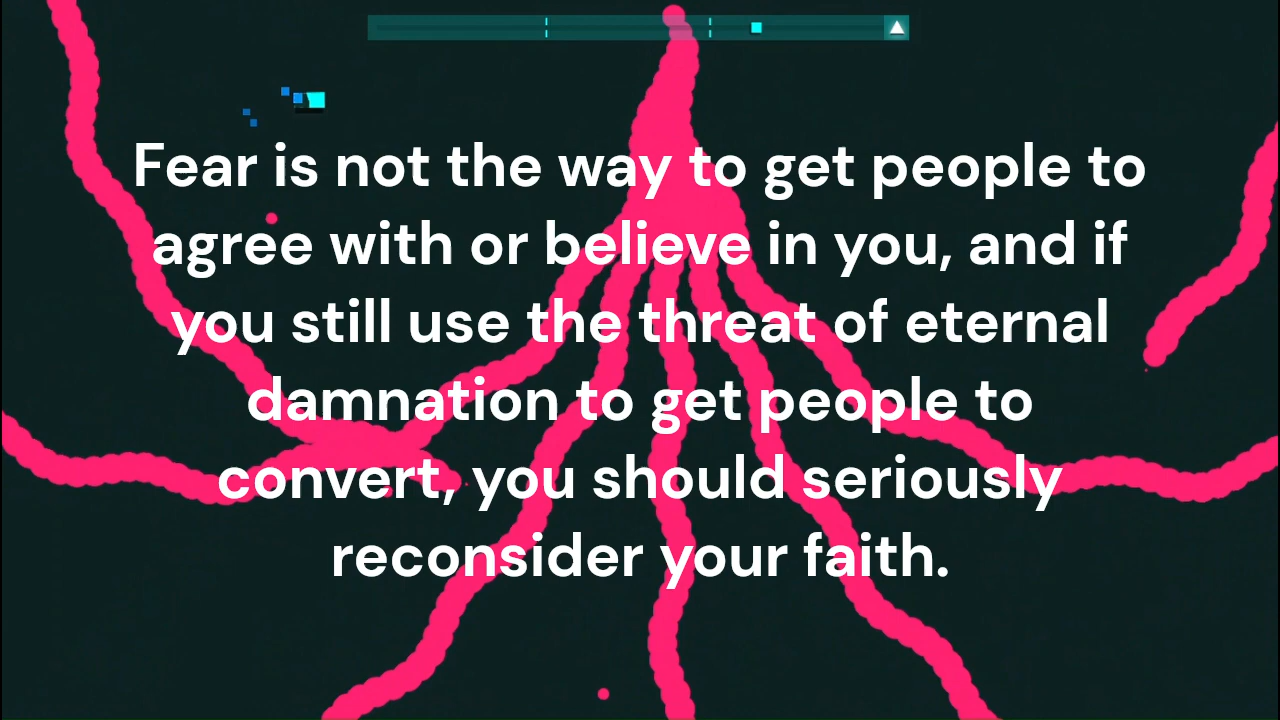 Fear is not the way to get people to
agree with or believe in you, and if
you still use the threat of eternal
damnation to get people to
convert, you should seriously
reconsider your faith.